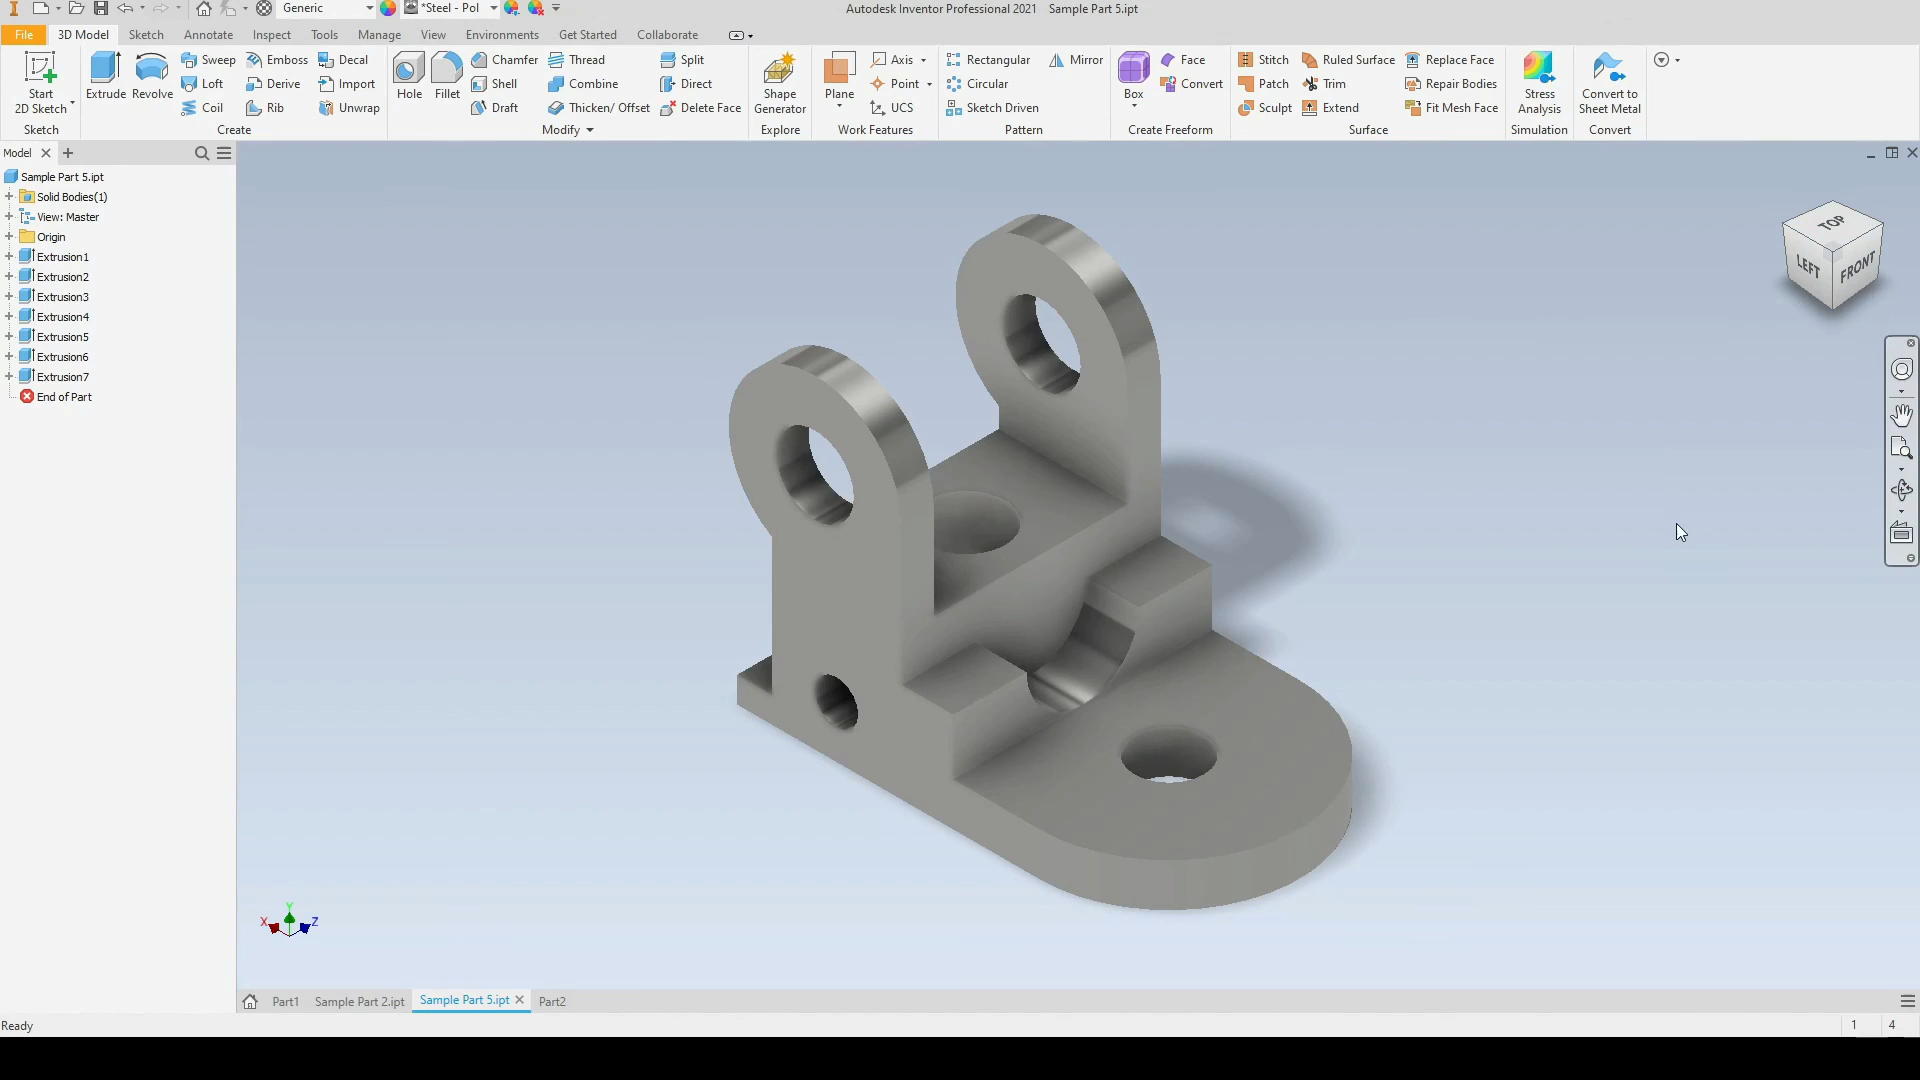 Generic
*Steel - Pol
Autodesk Inventor Professional 2021 Sample Part 5.ipt
File 3D Model Sketch Annotate Inspect Tools Manage View Environments Get Started Collaborate
Start
2D Sketch
Sketch
Extrude
Revolve
Sweep
Loft
Coil
Emboss
Derive
Rib
Decal
Import
Unwrap
Create
Hole
Fillet
Chamfer
Shell
Draft
Thread
Combine
Thicken/ Offset
Split
Direct
Delete Face
Modify
Shape
Generator
Explore
Plane
Axis
Point
UCS
Work Features
Rectangular
Circular
Sketch Driven
Mirror
Pattern
Box
Face
Convert
Create Freeform
Stitch
Patch
Sculpt
Ruled Surface
Trim
Extend
Replace Face
Repair Bodies
Fit Mesh Face
Surface
Stress
Analysis
Simulation
Convert to
Sheet Metal
Convert
Model
Sample Part 5.ipt
Solid Bodies(1)
View: Master
Origin
Extrusion1
Extrusion2
Extrusion3
Extrusion4
Extrusion5
Extrusion6
Extrusion7
End of Part
TOP
LEFT
FRONT
X
Y
Z
Part1 Sample Part 2.ipt Sample Part 5.ipt Part2
Ready
1 4